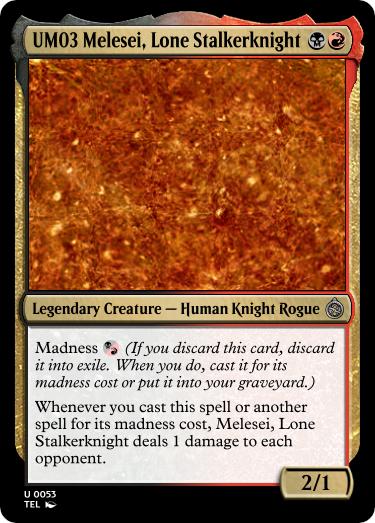 UM03 Melesei, Lone Stalkerknight
Legendary Creature — Human Knight Rogue
Madness (If you discard this card, discard
it into exile. When you do, cast it for its
madness cost or put it into your graveyard.)
Whenever you cast this spell or another
spell for its madness cost, Melesei, Lone
Stalkerknight deals 1 damage to each
opponent.
2/1
U 0053
TEL